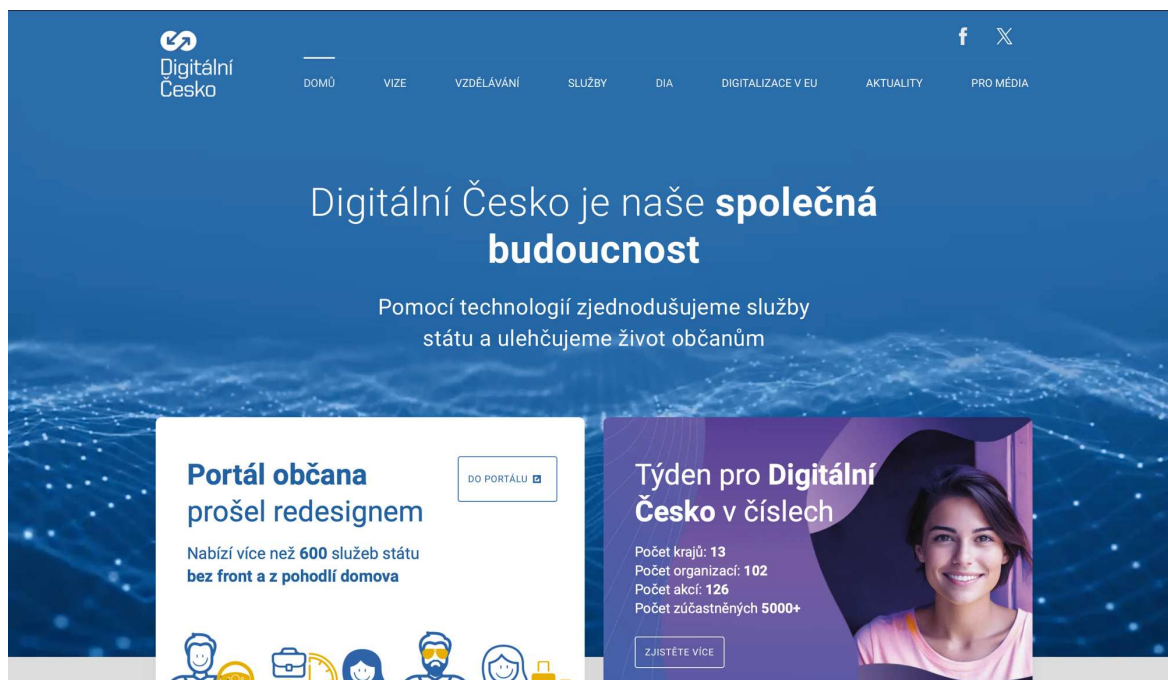 Digitální
Česko
DOMŮ
VIZE
VZDĚLÁVÁNÍ
SLUŽBY
DIA
DIGITALIZACE V EU
AKTUALITY
PRO MÉDIA
Digitální Česko je naše společná
budoucnost
Pomocí technologií zjednodušujeme služby
státu a ulehčujeme život občanům
Portál občana
prošel redesignem
DO PORTÁLU
Nabízí více než 600 služeb státu
bez front a z pohodlí domova
Týden pro Digitální
Česko v číslech
Počet krajů: 13
Počet organizací: 102
Počet akcí: 126
Počet zúčastněných 5000+
ZJISTĚTE VÍCE